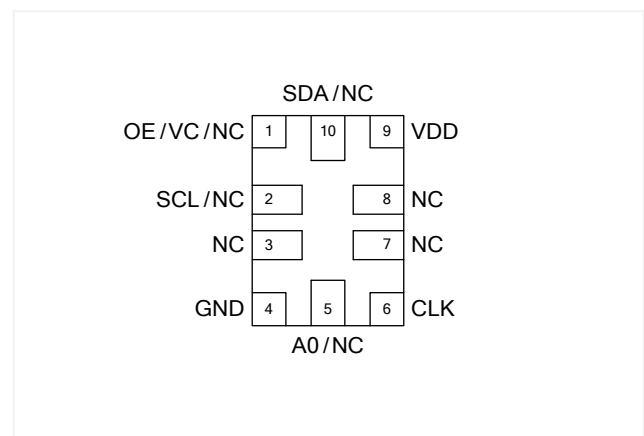 SDA/NC
OE/VC/NC 1 10 9 VDD
SCL/NC 2 8 NC
NC 3 7 NC
GND 4 5 6 CLK
A0/NC